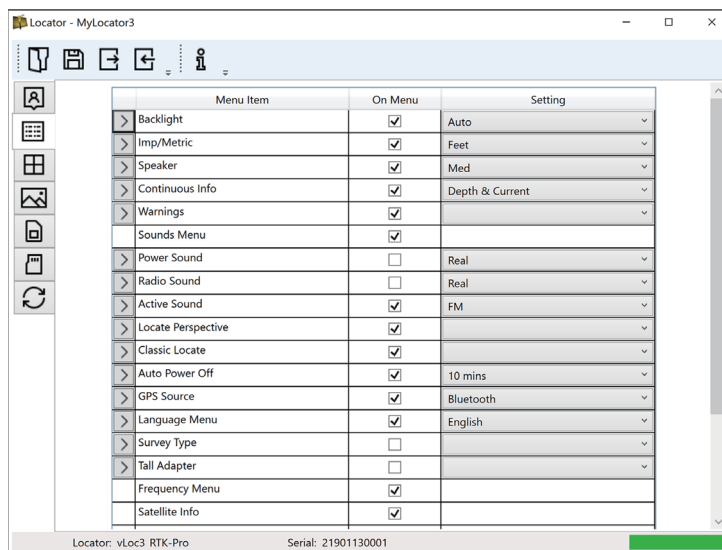 Locator - MyLocator3
Menu Item On Menu Setting
Backlight Auto
Imp/Metric Feet
Speaker Med
Continuous Info Depth & Current
Warnings
Sounds Menu
Power Sound Real
Radio Sound Real
Active Sound FM
Locate Perspective
Classic Locate
Auto Power Off 10 mins
GPS Source Bluetooth
Language Menu English
Survey Type
Tall Adapter
Frequency Menu
Satellite Info
Locator: vLoc3 RTK-Pro Serial: 21901130001